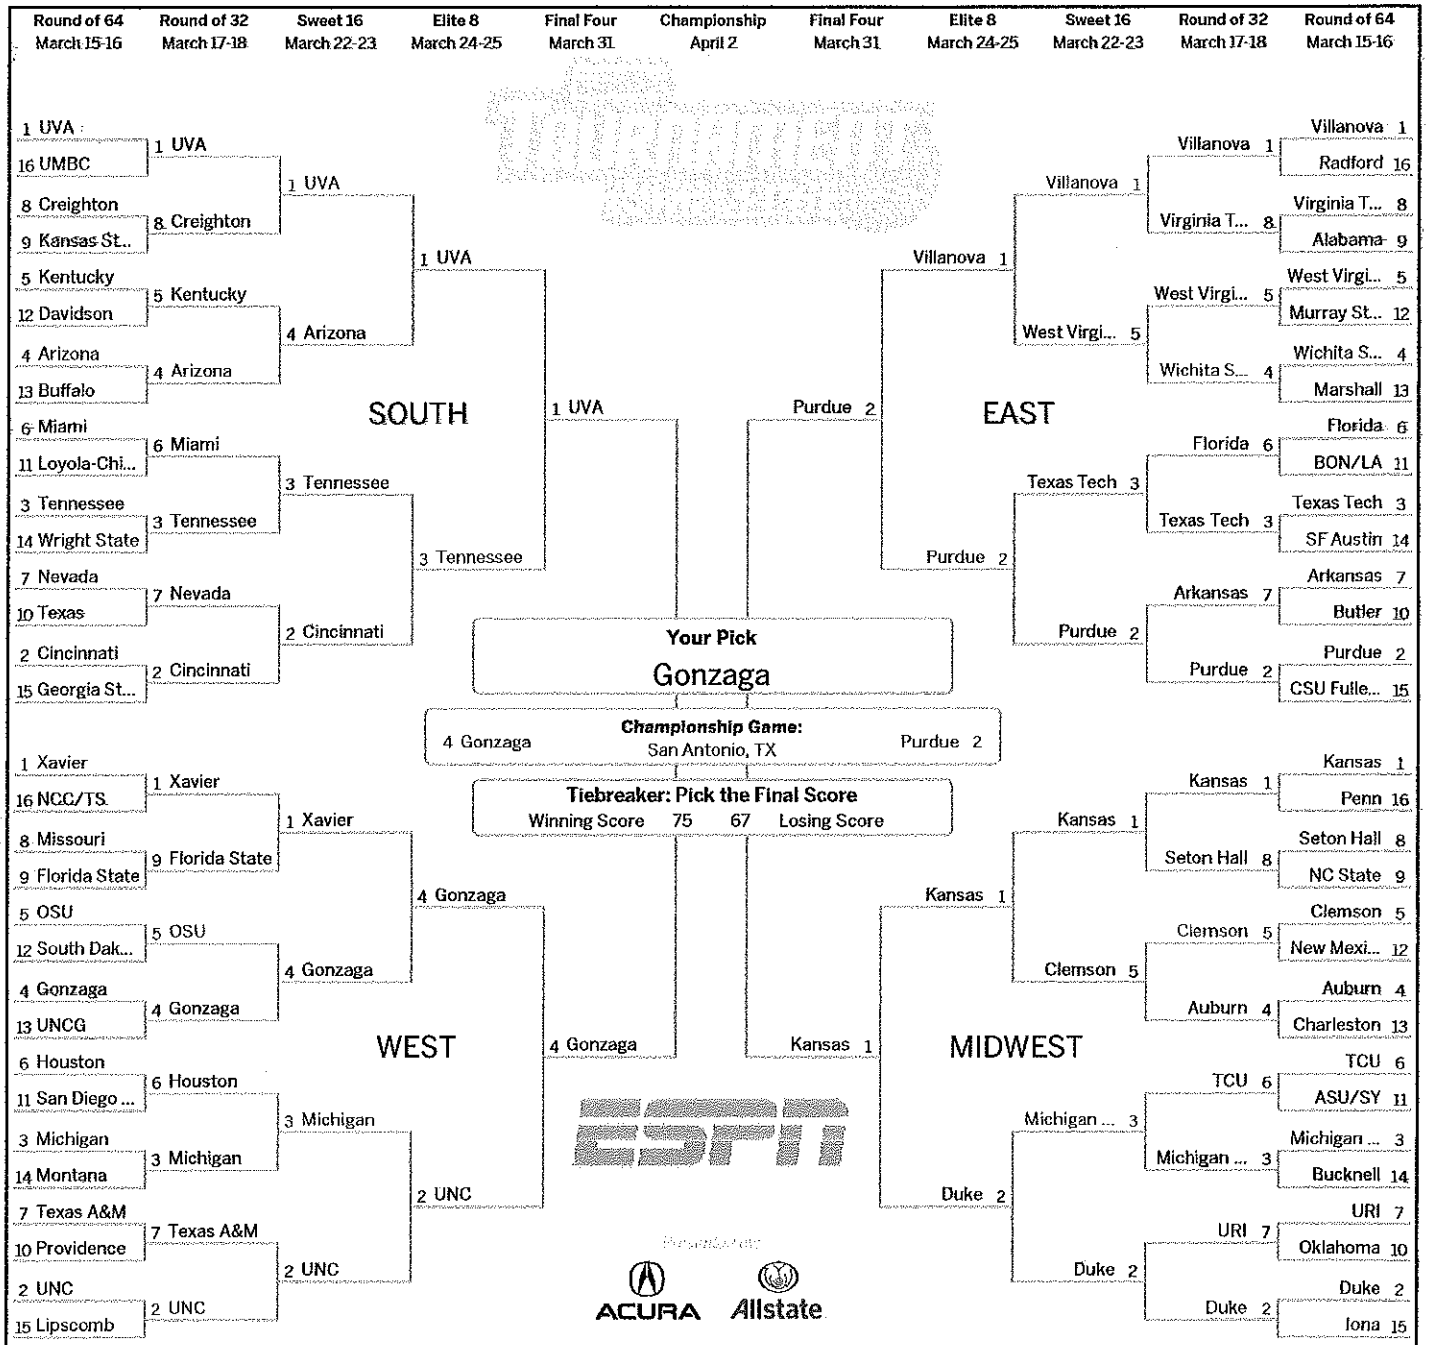 Round of 64 Round of 32 Sweet 16 Elite 8 Final Four Championship Final Four Elite 8 Sweet 16 Round of 32 Round of 64
March 15-16 March 17-18 March 22-23 March 24-25 March 31 April 2 March 31 March 24-25 March 22-23 March 17-18 March 15-16
TOURNAMENT
CHALLENGE
1 UVA
16 UMBC
8 Creighton
9 Kansas St...
5 Kentucky
12 Davidson
4 Arizona
13 Buffalo
6 Miami
11 Loyola-Chi...
3 Tennessee
14 Wright State
7 Nevada
10 Texas
2 Cincinnati
15 Georgia St...
1 UVA
8 Creighton
5 Kentucky
4 Arizona
6 Miami
3 Tennessee
7 Nevada
2 Cincinnati
1 UVA
4 Arizona
3 Tennessee
2 Cincinnati
1 UVA
3 Tennessee
1 UVA
SOUTH
1 Xavier
16 NCC/TS
8 Missouri
9 Florida State
5 OSU
12 South Dak...
4 Gonzaga
13 UNCG
6 Houston
11 San Diego ...
3 Michigan
14 Montana
7 Texas A&M
10 Providence
2 UNC
15 Lipscomb
1 Xavier
9 Florida State
5 OSU
4 Gonzaga
6 Houston
3 Michigan
7 Texas A&M
2 UNC
1 Xavier
4 Gonzaga
3 Michigan
2 UNC
4 Gonzaga
2 UNC
4 Gonzaga
WEST
Your Pick
Gonzaga
Championship Game:
4 Gonzaga San Antonio, TX Purdue 2
Tiebreaker: Pick the Final Score
Winning Score 75 67 Losing Score
EAST
Purdue 2
Villanova 1
Purdue 2
Villanova 1
West Virgi... 5
Texas Tech 3
Purdue 2
Villanova 1
Virginia T... 8
West Virgi... 5
Wichita S... 4
Florida 6
Texas Tech 3
Arkansas 7
Purdue 2
Villanova 1
Radford 16
Virginia T... 8
Alabama 9
West Virgi... 5
Murray St... 12
Wichita S... 4
Marshall 13
Florida 6
BON/LA 11
Texas Tech 3
SF Austin 14
Arkansas 7
Butler 10
Purdue 2
CSU Fulle... 15
MIDWEST
Kansas 1
Kansas 1
Duke 2
Kansas 1
Clemson 5
Michigan ... 3
Duke 2
Kansas 1
Seton Hall 8
Clemson 5
Auburn 4
TCU 6
Michigan ... 3
URI 7
Duke 2
Kansas 1
Penn 16
Seton Hall 8
NC State 9
Clemson 5
New Mexi... 12
Auburn 4
Charleston 13
TCU 6
ASU/SY 11
Michigan ... 3
Bucknell 14
URI 7
Oklahoma 10
Duke 2
Iona 15
ESPN
ACURA Allstate